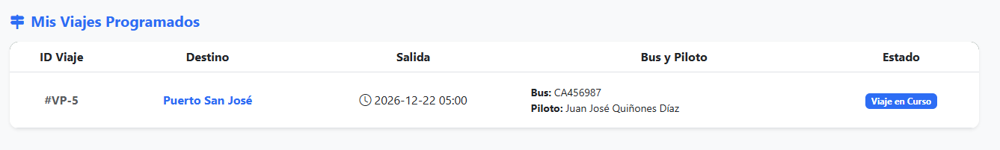 Mis Viajes Programados
ID Viaje Destino Salida Bus y Piloto Estado
#VP-5 Puerto San José 2026-12-22 05:00 Bus: CA456987 Viaje en Curso
Piloto: Juan José Quiñones Díaz